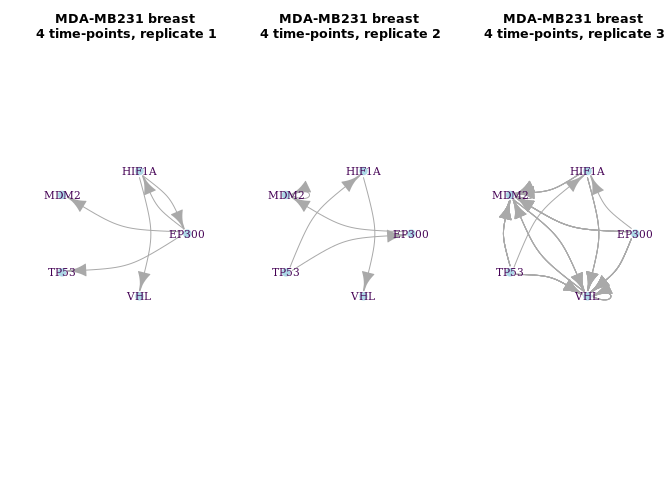 MDA-MB231 breast
4 time-points, replicate 1
HIF1A
MDM2
EP300
TP53
VHL
MDA-MB231 breast
4 time-points, replicate 2
HIF1A
MDM2
EP300
TP53
VHL
MDA-MB231 breast
4 time-points, replicate 3
HIF1A
MDM2
EP300
TP53
VHL